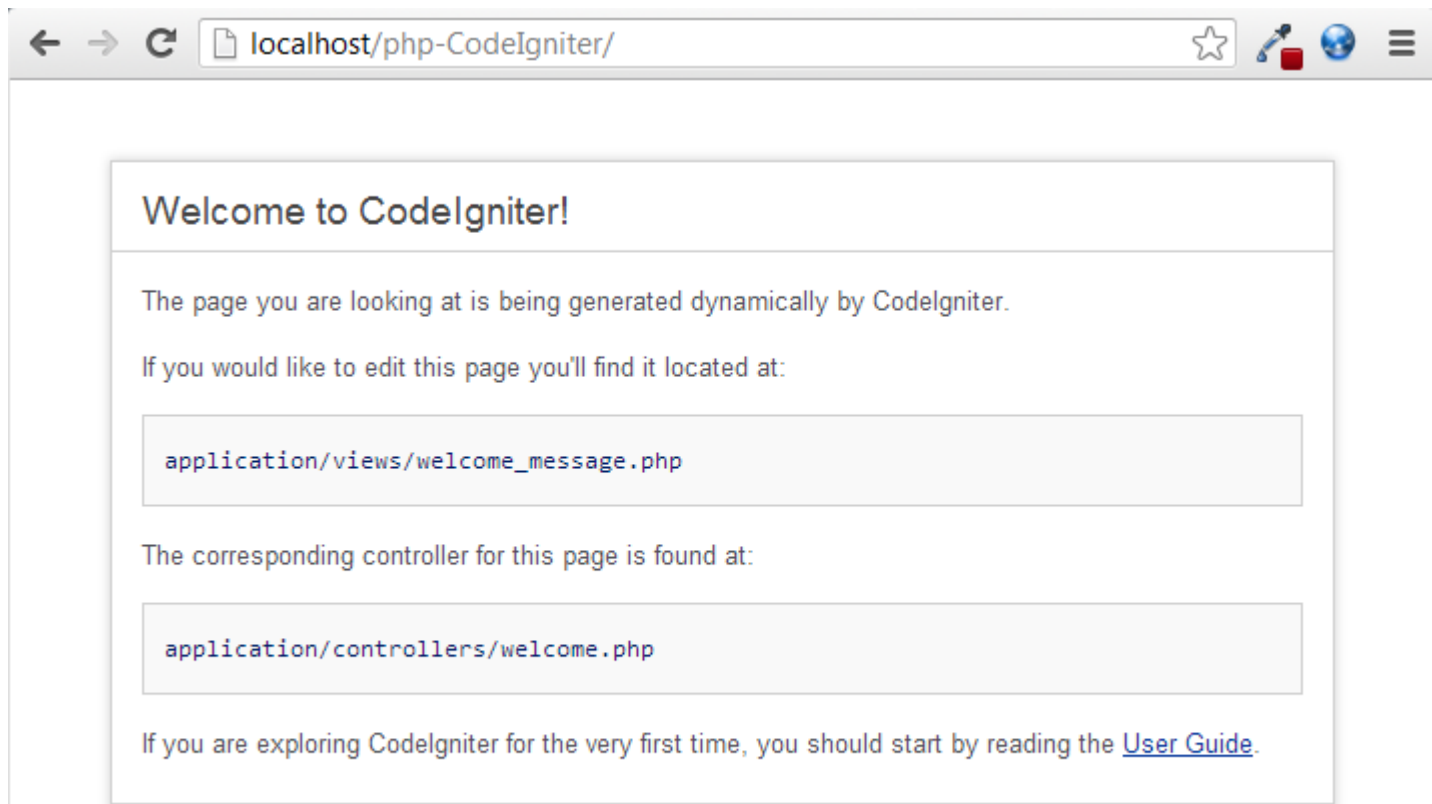 localhost/php-CodeIgniter/
Welcome to CodeIgniter!
The page you are looking at is being generated dynamically by CodeIgniter.
If you would like to edit this page you'll find it located at:
application/views/welcome_message.php
The corresponding controller for this page is found at:
application/controllers/welcome.php
If you are exploring CodeIgniter for the very first time, you should start by reading the User Guide.